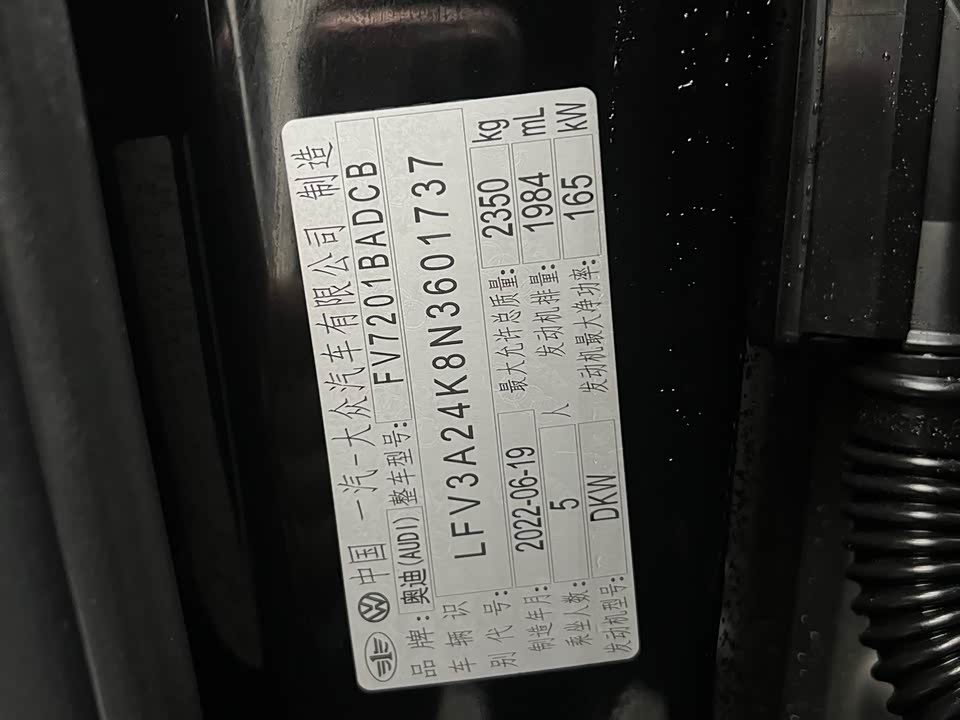 中国 一汽-大众汽车有限公司 制造
品牌: 奥迪(AUDI) 整车型号: FV7201BADCB
车辆识别代号: LFV3A24K8N3601737
制造年月: 2022-06-19 最大允许总质量: 2350 kg
乘坐人数: 5 人 发动机排量: 1984 mL
发动机型号: DKW 发动机最大净功率: 165 kW